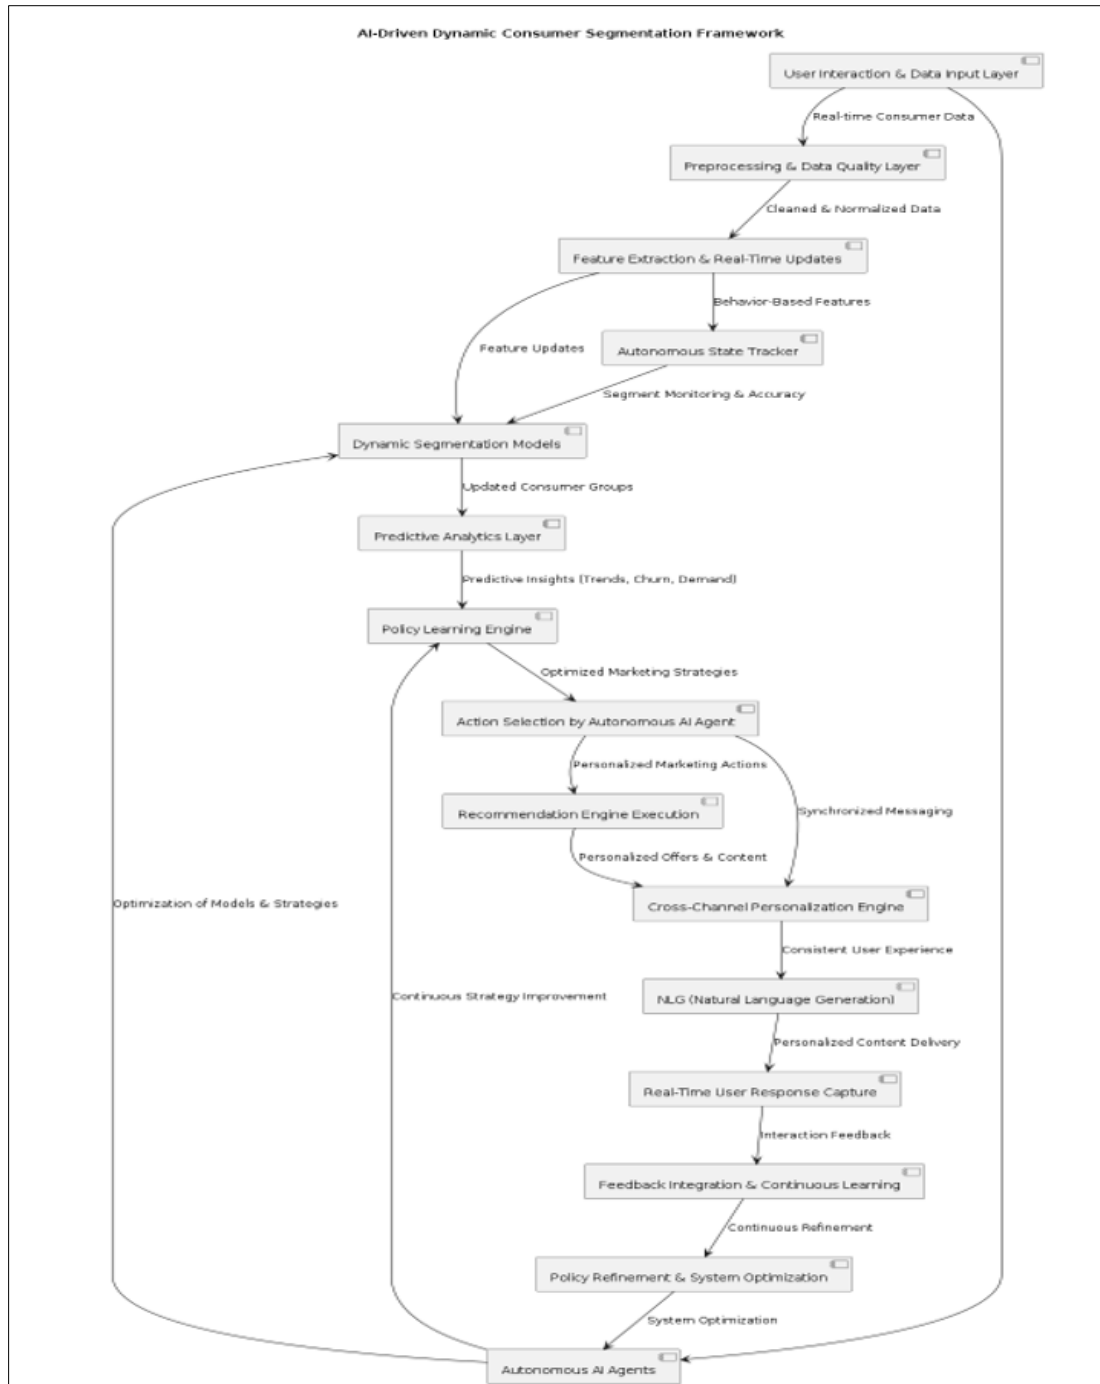 AI-Driven Dynamic Consumer Segmentation Framework
User Interaction & Data Input Layer
Real-time Consumer Data
Preprocessing & Data Quality Layer
Cleaned & Normalized Data
Feature Extraction & Real-Time Updates
Behavior-Based Features
Feature Updates
Autonomous State Tracker
Segment Monitoring & Accuracy
Dynamic Segmentation Models
Updated Consumer Groups
Predictive Analytics Layer
Predictive Insights (Trends, Churn, Demand)
Policy Learning Engine
Optimized Marketing Strategies
Action Selection by Autonomous AI Agent
Personalized Marketing Actions
Recommendation Engine Execution
Synchronized Messaging
Personalized Offers & Content
Optimization of Models & Strategies
Cross-Channel Personalization Engine
Consistent User Experience
Continuous Strategy Improvement
NLG (Natural Language Generation)
Personalized Content Delivery
Real-Time User Response Capture
Interaction Feedback
Feedback Integration & Continuous Learning
Continuous Refinement
Policy Refinement & System Optimization
System Optimization
Autonomous AI Agents